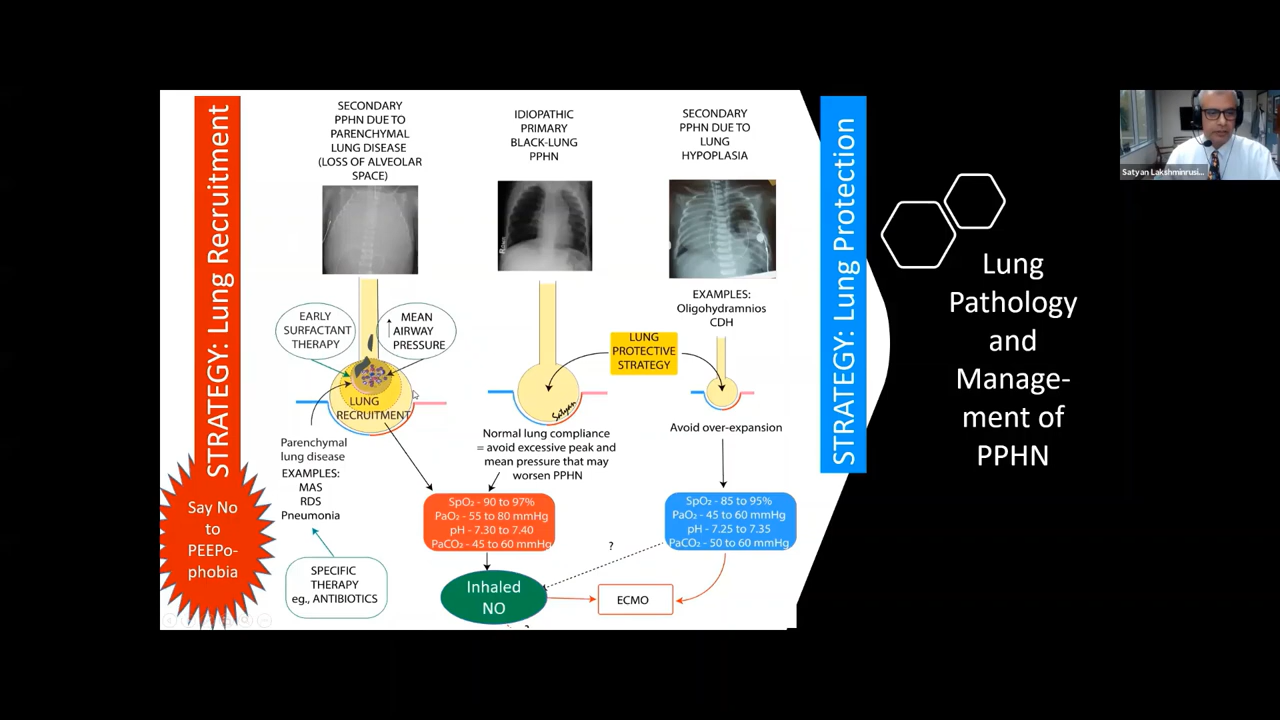 STRATEGY: Lung Recruitment
SECONDARY
PPHN DUE TO
PARENCHYMAL
LUNG DISEASE
(LOSS OF ALVEOLAR
SPACE)
IDIOPATHIC
PRIMARY
BLACK-LUNG
PPHN
SECONDARY
PPHN DUE TO
LUNG
HYPOPLASIA
EXAMPLES:
Oligohydramnios
CDH
EARLY
SURFACTANT
THERAPY
MEAN
AIRWAY
PRESSURE
LUNG
PROTECTIVE
STRATEGY
LUNG
RECRUITMENT
Satyan
Normal lung compliance
= avoid excessive peak and
mean pressure that may
worsen PPHN
Avoid over-expansion
Parenchymal
lung disease
EXAMPLES:
MAS
RDS
Pneumonia
Say No
to
PEEPo-
phobia
SPECIFIC
THERAPY
eg., ANTIBIOTICS
SpO₂ - 90 to 97%
PaO₂ - 55 to 80 mmHg
pH - 7.30 to 7.40
PaCO₂ - 45 to 60 mmHg
SpO₂ - 85 to 95%
PaO₂ - 45 to 60 mmHg
pH - 7.25 to 7.35
PaCO₂ - 50 to 60 mmHg
?
Inhaled
NO
ECMO
?
STRATEGY: Lung Protection
Lung
Pathology
and
Manage-
ment of
PPHN
Satyan Lakshminrusi...